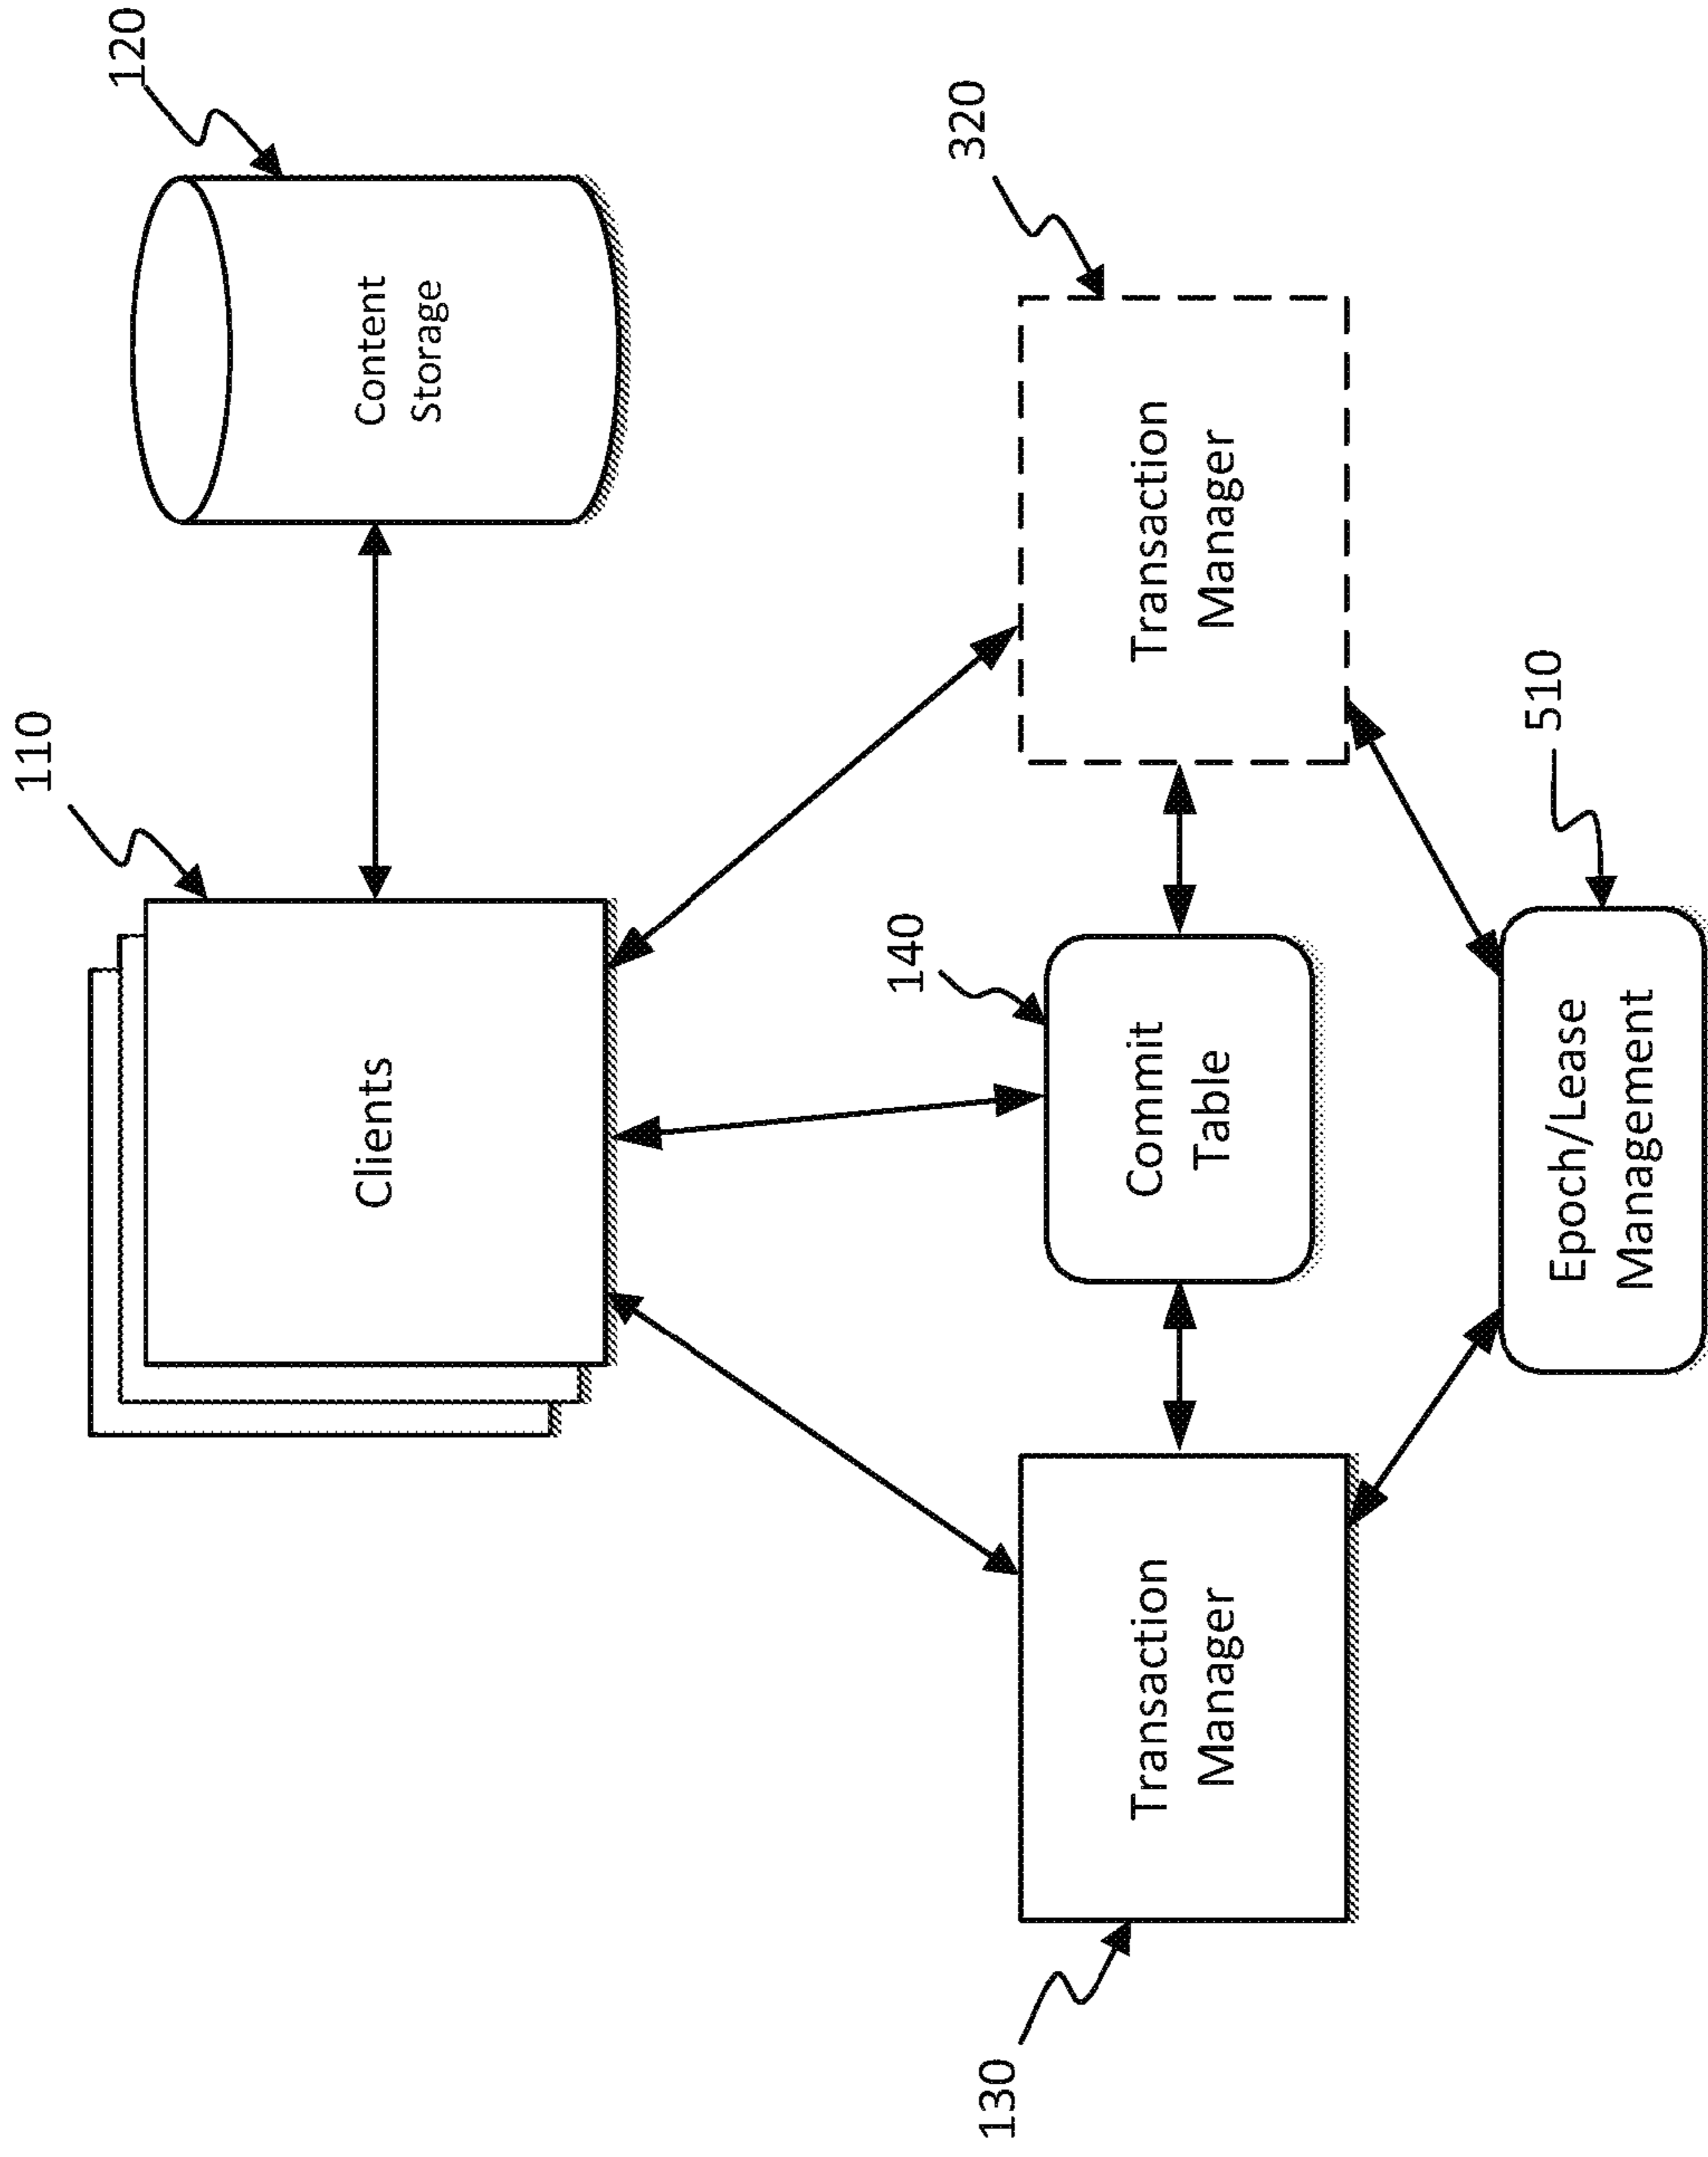 110
120
Clients
Content
Storage
140
320
Transaction
Manager
Commit
Table
Transaction
Manager
130
510
Epoch/Lease
Management